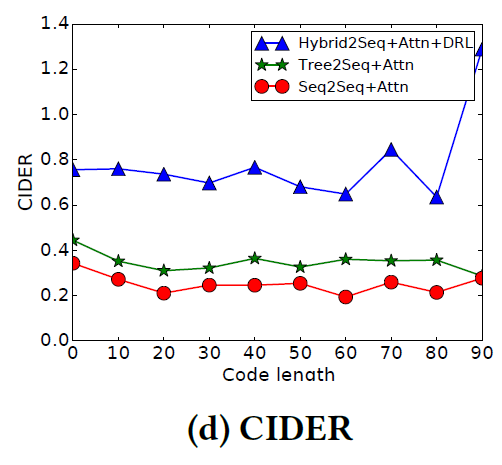 1.4
1.2
1.0
0.8
0.6
0.4
0.2
0.0
CIDER
Hybrid2Seq+Attn+DRL
Tree2Seq+Attn
Seq2Seq+Attn
0 10 20 30 40 50 60 70 80 90
Code length
(d) CIDER